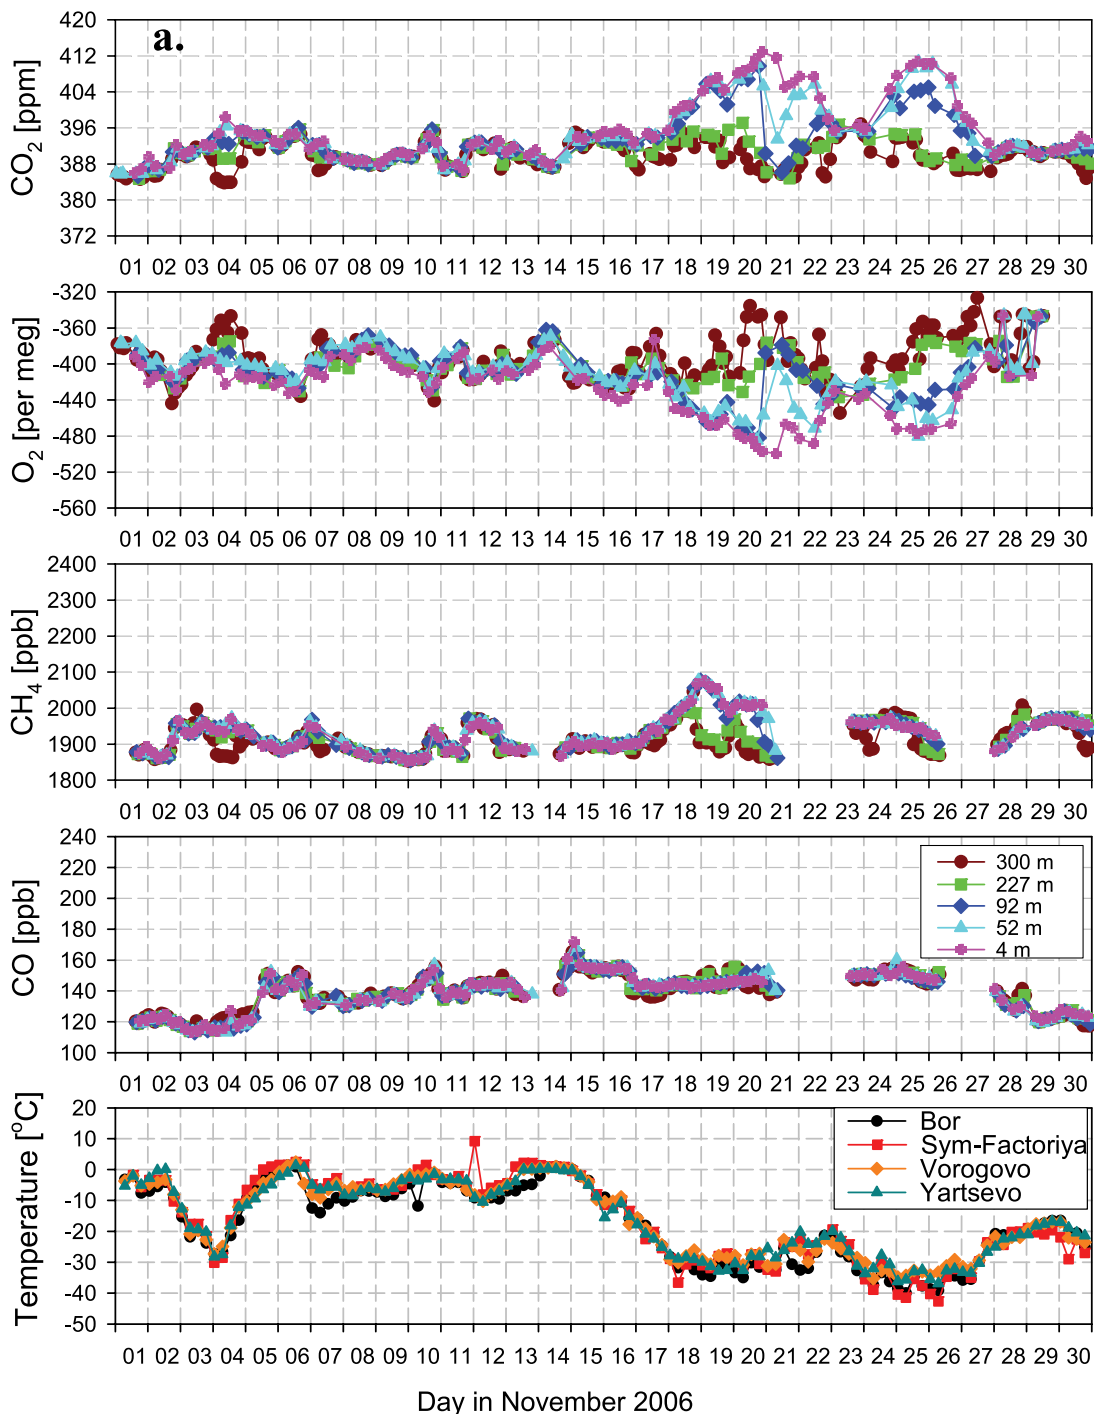 a.
CO2 [ppm]
420
412
404
396
388
380
372
01 02 03 04 05 06 07 08 09 10 11 12 13 14 15 16 17 18 19 20 21 22 23 24 25 26 27 28 29 30
O2 [per meg]
-320
-360
-400
-440
-480
-520
-560
01 02 03 04 05 06 07 08 09 10 11 12 13 14 15 16 17 18 19 20 21 22 23 24 25 26 27 28 29 30
CH4 [ppb]
2400
2300
2200
2100
2000
1900
1800
01 02 03 04 05 06 07 08 09 10 11 12 13 14 15 16 17 18 19 20 21 22 23 24 25 26 27 28 29 30
CO [ppb]
240
220
200
180
160
140
120
100
300 m
227 m
92 m
52 m
4 m
01 02 03 04 05 06 07 08 09 10 11 12 13 14 15 16 17 18 19 20 21 22 23 24 25 26 27 28 29 30
Temperature [°C]
20
10
0
-10
-20
-30
-40
-50
Bor
Sym-Factoriya
Vorogovo
Yartsevo
01 02 03 04 05 06 07 08 09 10 11 12 13 14 15 16 17 18 19 20 21 22 23 24 25 26 27 28 29 30
Day in November 2006